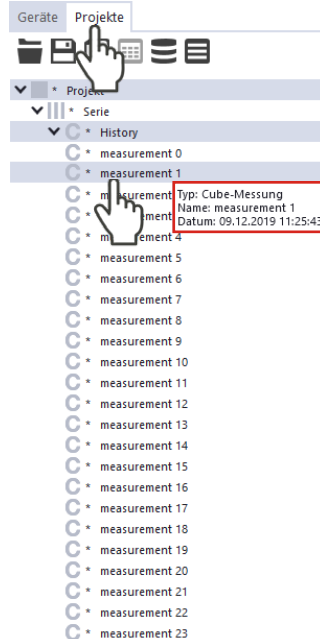 Geräte Projekte
* Projekt
* Serie
C * History
C * measurement 0
C * measurement 1
Typ: Cube-Messung
Name: measurement 1
Datum: 09.12.2019 11:25:43
C * measurement 4
C * measurement 5
C * measurement 6
C * measurement 7
C * measurement 8
C * measurement 9
C * measurement 10
C * measurement 11
C * measurement 12
C * measurement 13
C * measurement 14
C * measurement 15
C * measurement 16
C * measurement 17
C * measurement 18
C * measurement 19
C * measurement 20
C * measurement 21
C * measurement 22
C * measurement 23